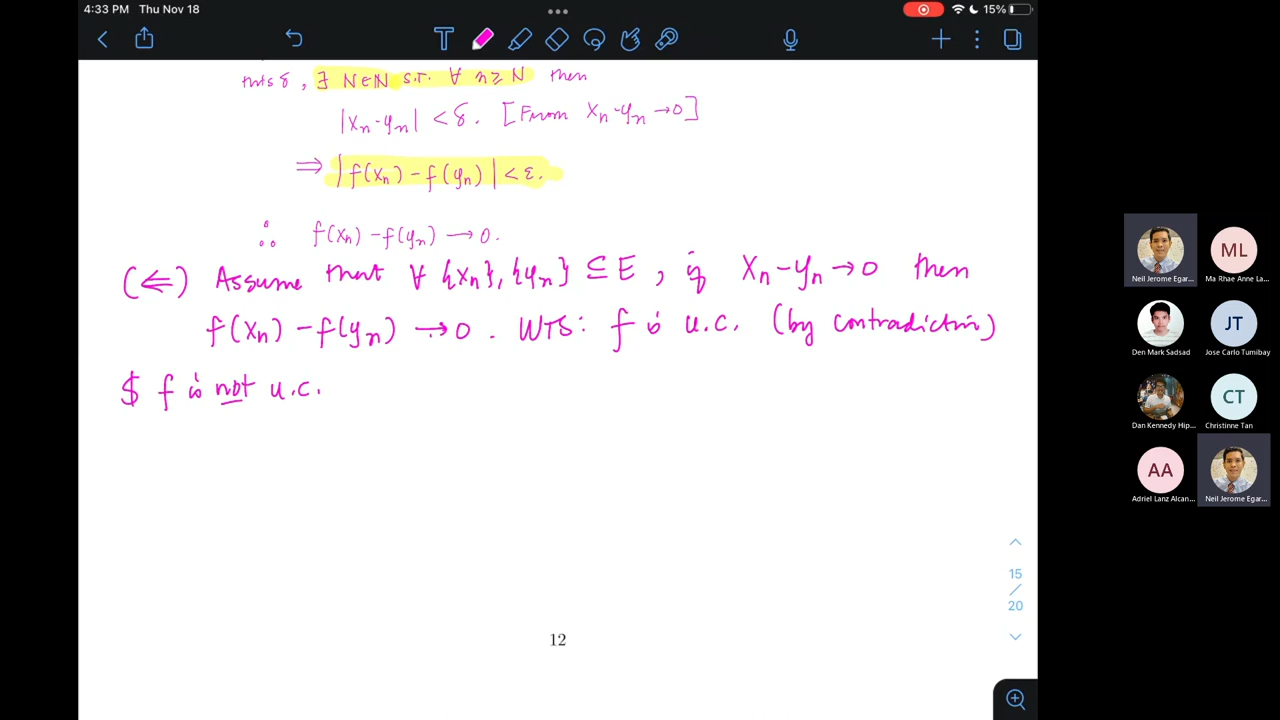 4:33 PM Thu Nov 18
15%
this δ, ∃ N∈ℕ s.t. ∀ n≥N then
|xₙ-yₙ| < δ. [From xₙ-yₙ →0]
⇒ |f(xₙ) - f(yₙ)| < ε.
∴ f(xₙ) - f(yₙ) → 0.
(⇐) Assume that ∀ {xₙ}, {yₙ} ⊆ E, if xₙ-yₙ → 0 then
f(xₙ) - f(yₙ) → 0. WTS: f is u.c. (by contradiction)
$ f is not u.c.
12
15
/
20
Neil Jerome Egar...
ML
Ma Rhae Anne La...
Den Mark Sadsad
JT
Jose Carlo Tumibay
Dan Kennedy Hip...
CT
Christinne Tan
AA
Adriel Lanz Alcan...
Neil Jerome Egar...